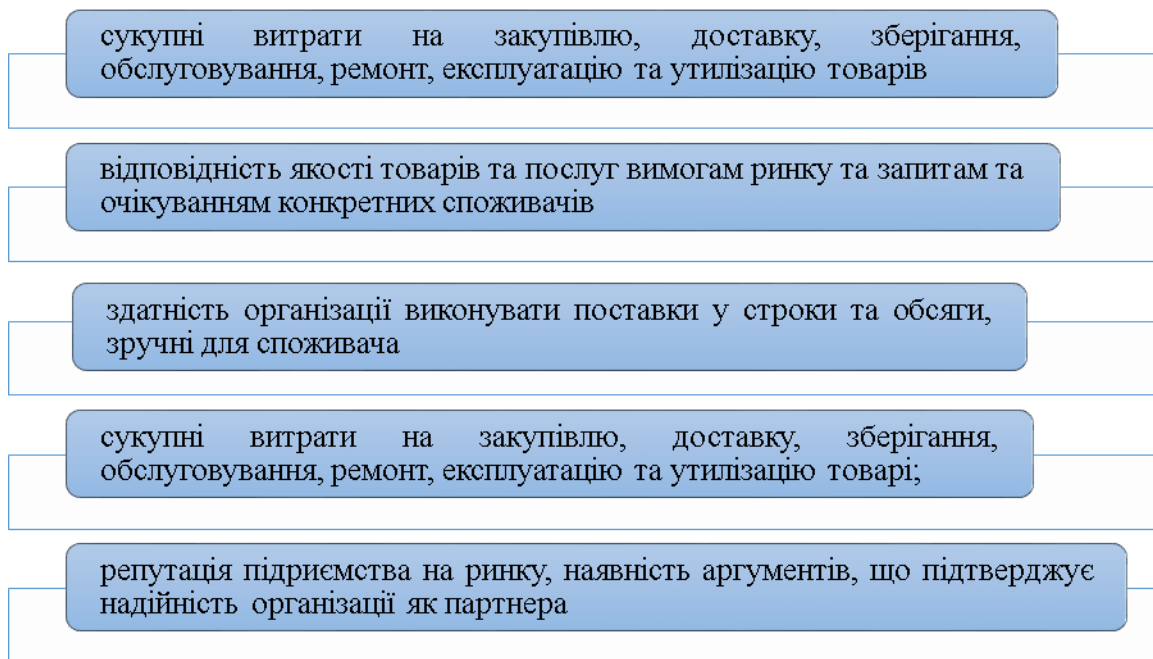 сукупні витрати на закупівлю, доставку, зберігання,
обслуговування, ремонт, експлуатацію та утилізацію товарів
відповідність якості товарів та послуг вимогам ринку та запитам та
очікуванням конкретних споживачів
здатність організації виконувати поставки у строки та обсяги,
зручні для споживача
сукупні витрати на закупівлю, доставку, зберігання,
обслуговування, ремонт, експлуатацію та утилізацію товарі;
репутація підприємства на ринку, наявність аргументів, що підтверджує
надійність організації як партнера